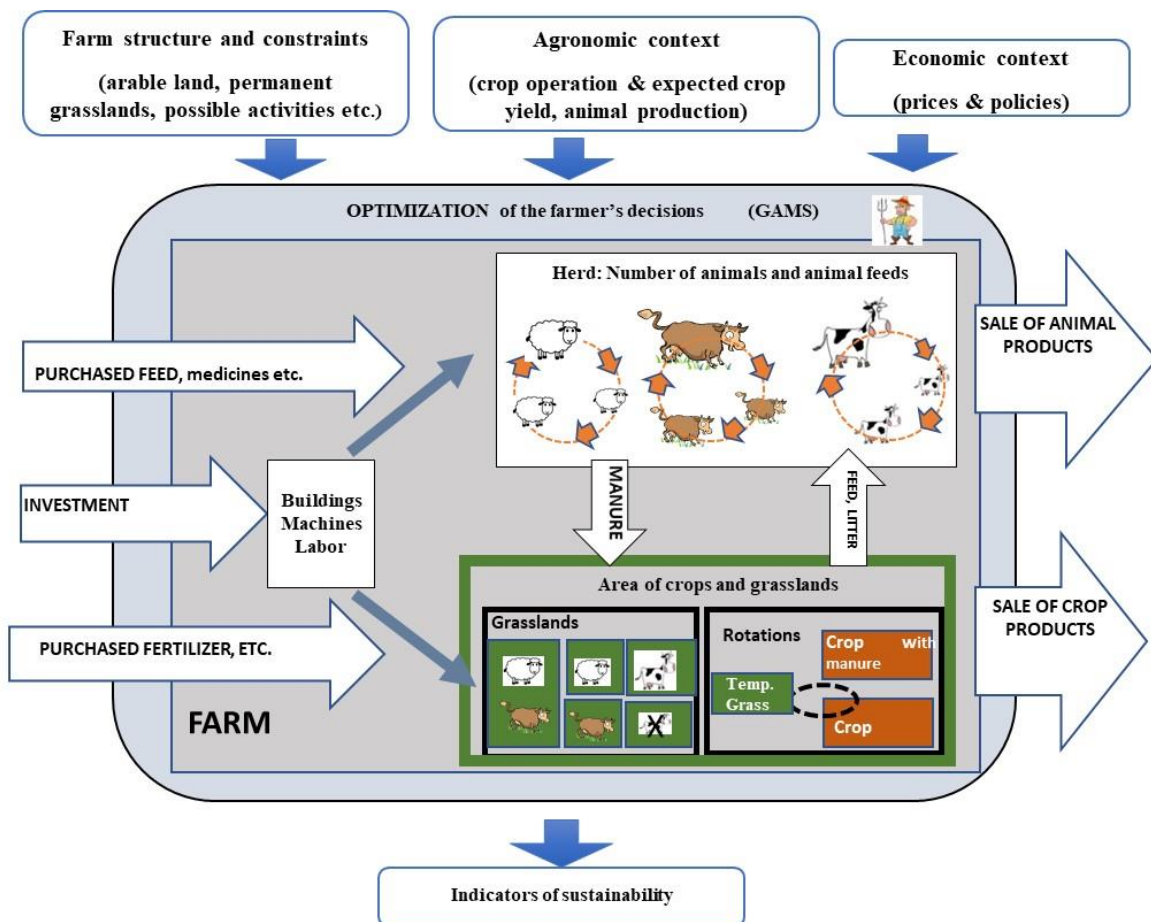 Farm structure and constraints
(arable land, permanent
grasslands, possible activities etc.)
Agronomic context
(crop operation & expected crop
yield, animal production)
Economic context
(prices & policies)
OPTIMIZATION of the farmer's decisions (GAMS)
Herd: Number of animals and animal feeds
SALE OF ANIMAL
PRODUCTS
PURCHASED FEED, medicines etc.
INVESTMENT
Buildings
Machines
Labor
MANURE
FEED, LITTER
PURCHASED FERTILIZER, ETC.
Area of crops and grasslands
Grasslands
X
Rotations
Crop with
manure
Temp.
Grass
Crop
SALE OF CROP
PRODUCTS
FARM
Indicators of sustainability